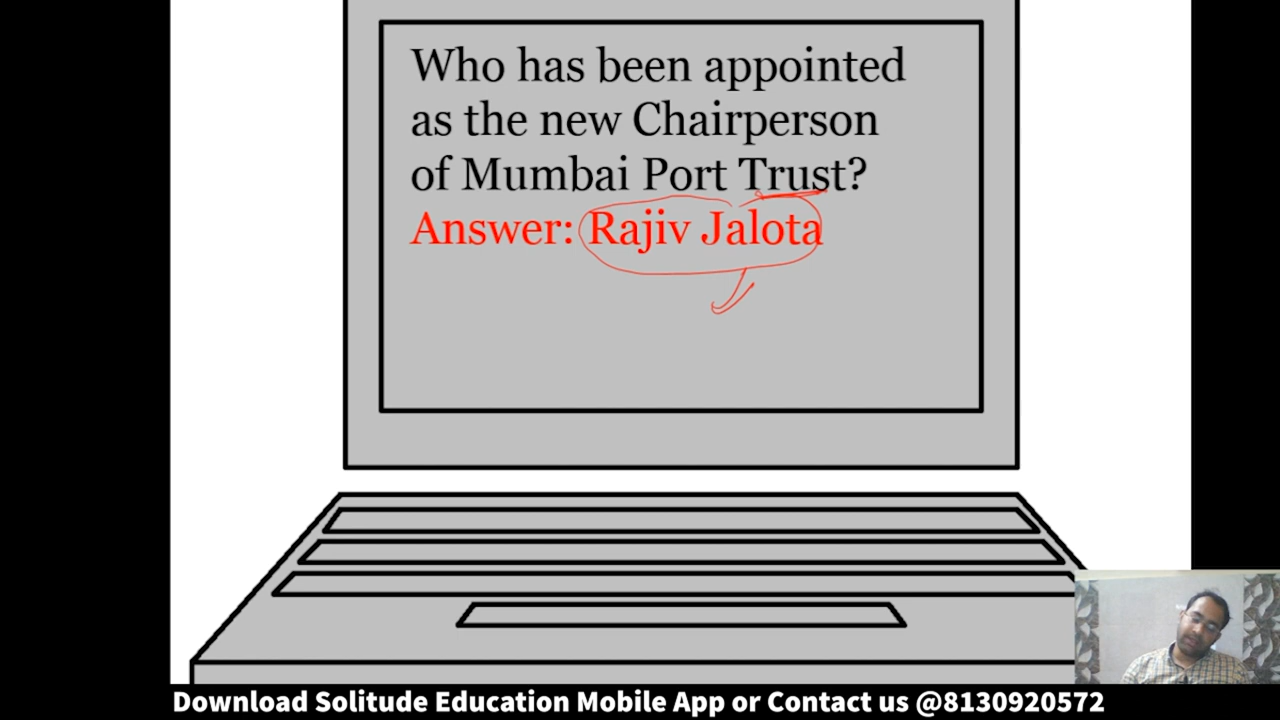 Who has been appointed
as the new Chairperson
of Mumbai Port Trust?
Answer: Rajiv Jalota
Download Solitude Education Mobile App or Contact us @8130920572